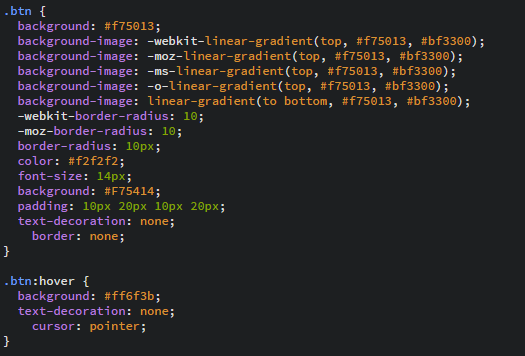 .btn {
  background: #f75013;
  background-image: -webkit-linear-gradient(top, #f75013, #bf3300);
  background-image: -moz-linear-gradient(top, #f75013, #bf3300);
  background-image: -ms-linear-gradient(top, #f75013, #bf3300);
  background-image: -o-linear-gradient(top, #f75013, #bf3300);
  background-image: linear-gradient(to bottom, #f75013, #bf3300);
  -webkit-border-radius: 10;
  -moz-border-radius: 10;
  border-radius: 10px;
  color: #f2f2f2;
  font-size: 14px;
  background: #F75414;
  padding: 10px 20px 10px 20px;
  text-decoration: none;
    border: none;
}

.btn:hover {
  background: #ff6f3b;
  text-decoration: none;
    cursor: pointer;
}